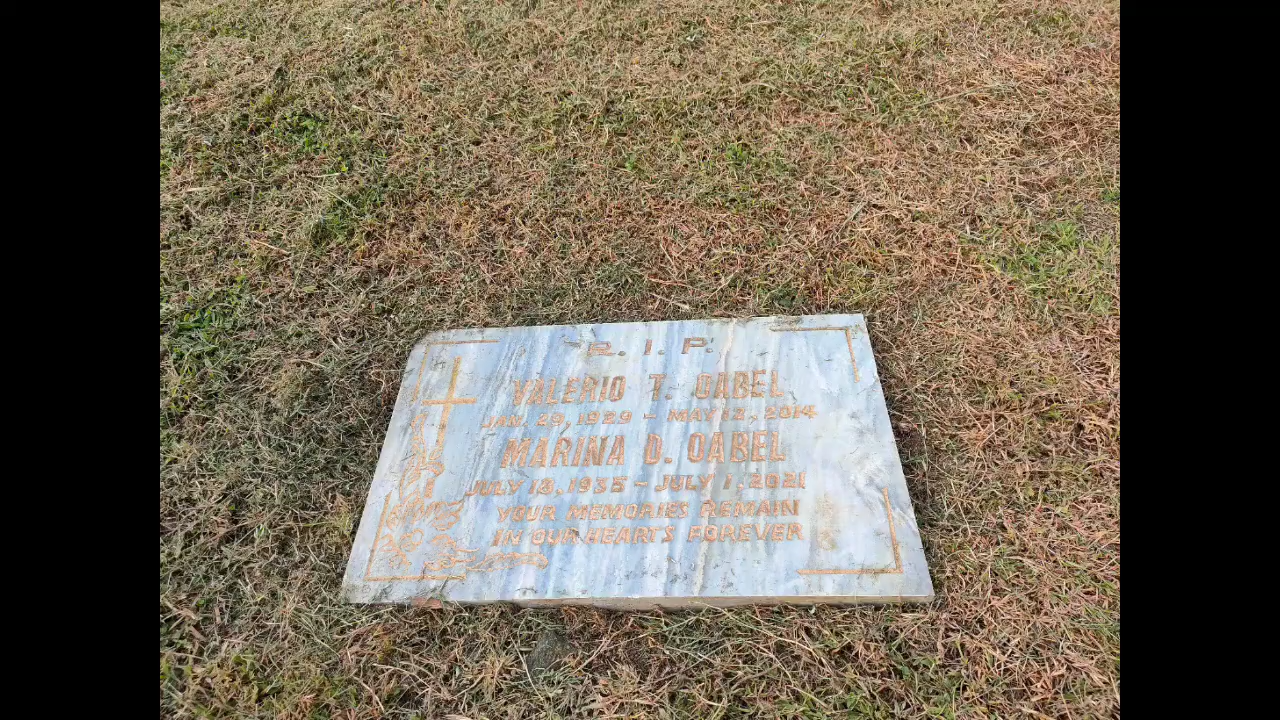 R. I. P.
VALERIO T. OABEL
JAN. 29, 1929 - MAY 12, 2014
MARINA D. OABEL
JULY 18, 1935 - JULY 1, 2021
YOUR MEMORIES REMAIN
IN OUR HEARTS FOREVER